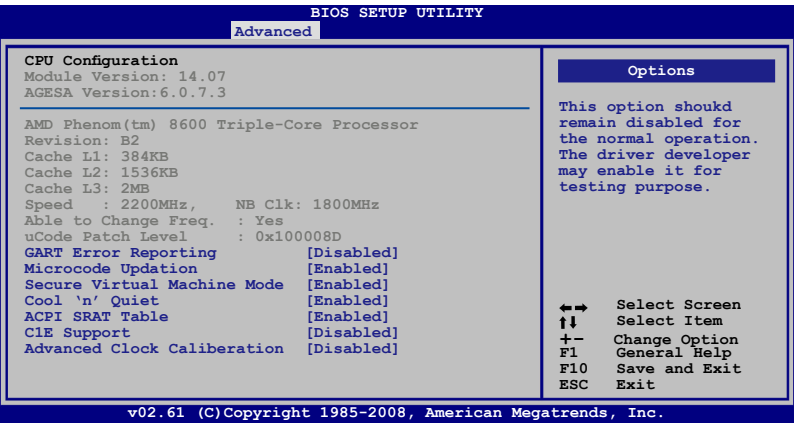 BIOS SETUP UTILITY
Advanced
CPU Configuration
Module Version: 14.07
AGESA Version:6.0.7.3
AMD Phenom(tm) 8600 Triple-Core Processor
Revision: B2
Cache L1: 384KB
Cache L2: 1536KB
Cache L3: 2MB
Speed : 2200MHz, NB Clk: 1800MHz
Able to Change Freq. : Yes
uCode Patch Level : 0x100008D
GART Error Reporting [Disabled]
Microcode Updation [Enabled]
Secure Virtual Machine Mode [Enabled]
Cool ‘n’ Quiet [Enabled]
ACPI SRAT Table [Enabled]
C1E Support [Disabled]
Advanced Clock Caliberation [Disabled]
Options
This option shoukd
remain disabled for
the normal operation.
The driver developer
may enable it for
testing purpose.
←→ Select Screen
↑↓ Select Item
+- Change Option
F1 General Help
F10 Save and Exit
ESC Exit
v02.61 (C)Copyright 1985-2008, American Megatrends, Inc.